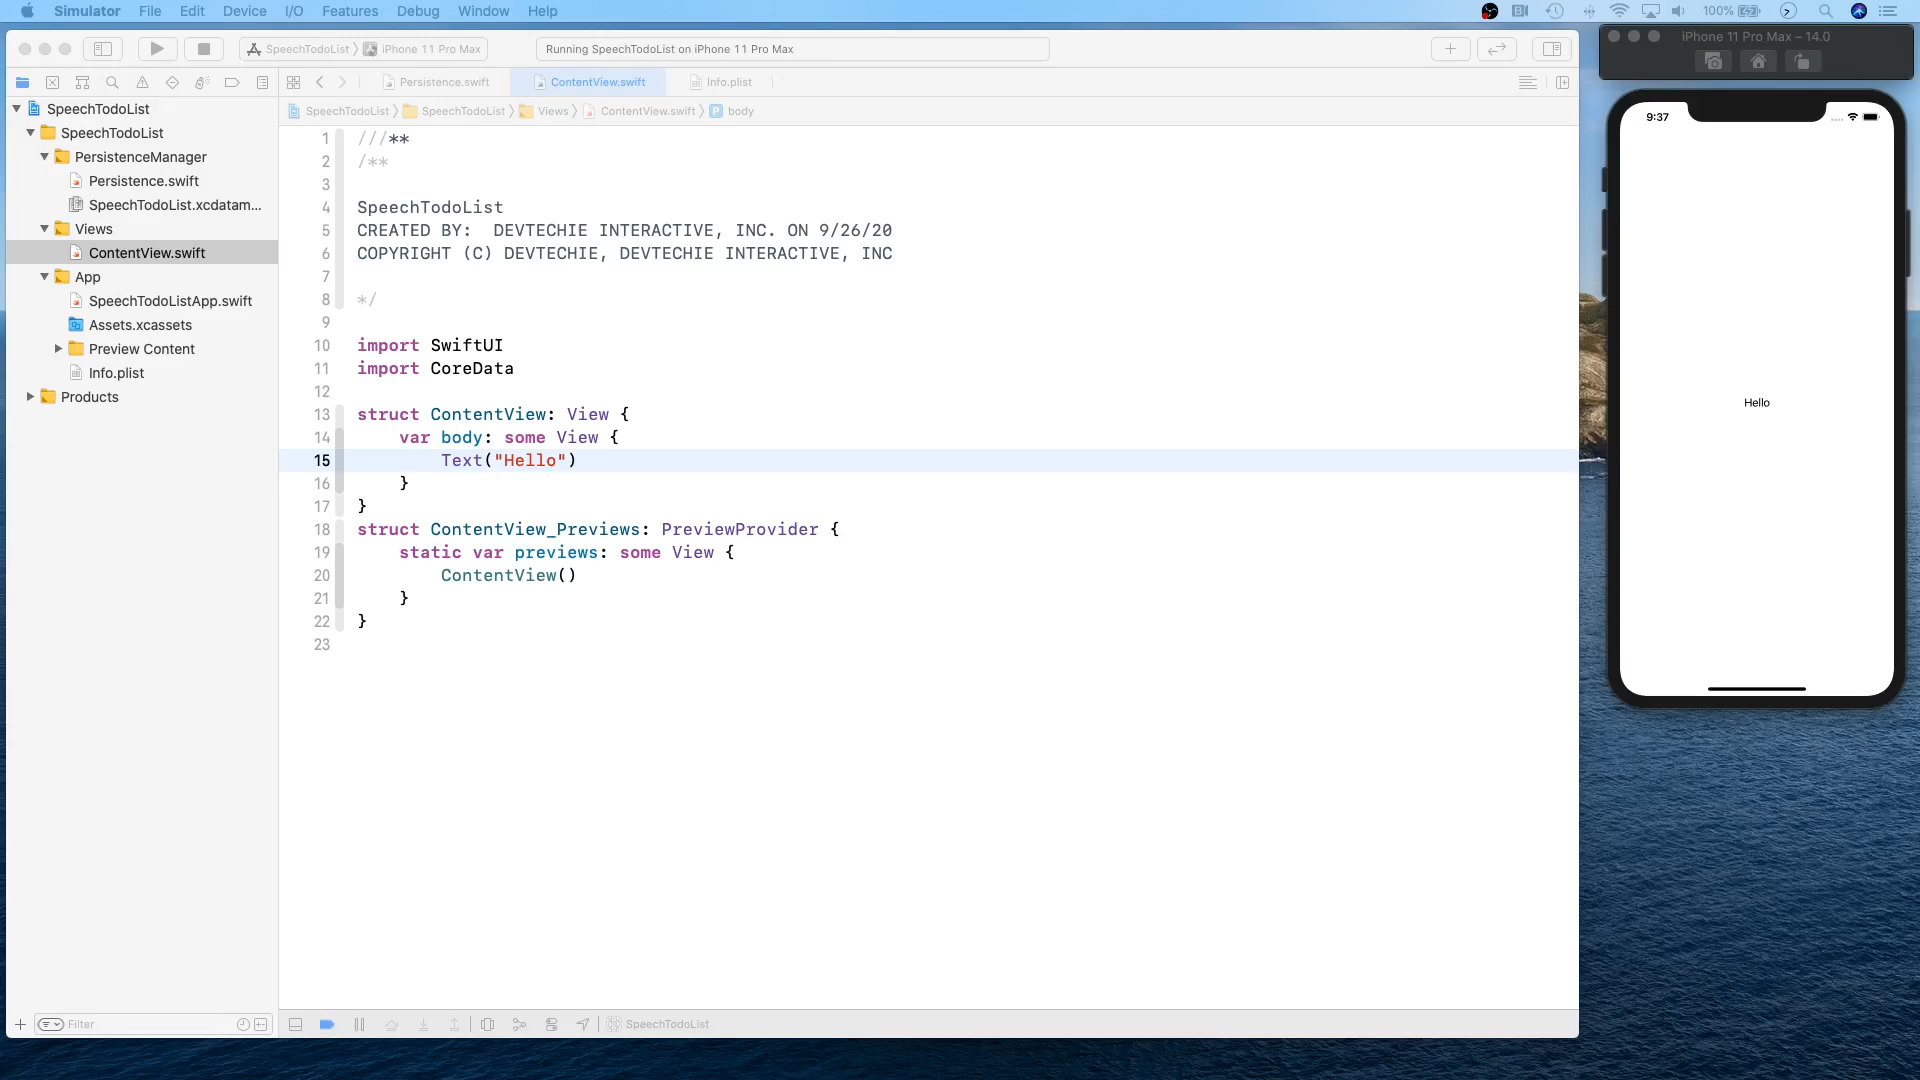 Simulator File Edit Device I/O Features Debug Window Help 100%
SpeechTodoList iPhone 11 Pro Max
Running SpeechTodoList on iPhone 11 Pro Max
iPhone 11 Pro Max – 14.0
Persistence.swift ContentView.swift Info.plist
SpeechTodoList SpeechTodoList Views ContentView.swift P body
SpeechTodoList
SpeechTodoList
PersistenceManager
Persistence.swift
SpeechTodoList.xcdatam...
Views
ContentView.swift
App
SpeechTodoListApp.swift
Assets.xcassets
Preview Content
Info.plist
Products
1 ///**
2 /**
3
4 SpeechTodoList
5 CREATED BY: DEVTECHIE INTERACTIVE, INC. ON 9/26/20
6 COPYRIGHT (C) DEVTECHIE, DEVTECHIE INTERACTIVE, INC
7
8 */
9
10 import SwiftUI
11 import CoreData
12
13 struct ContentView: View {
14 var body: some View {
15 Text("Hello")
16 }
17 }
18 struct ContentView_Previews: PreviewProvider {
19 static var previews: some View {
20 ContentView()
21 }
22 }
23
9:37
Hello
Filter
SpeechTodoList